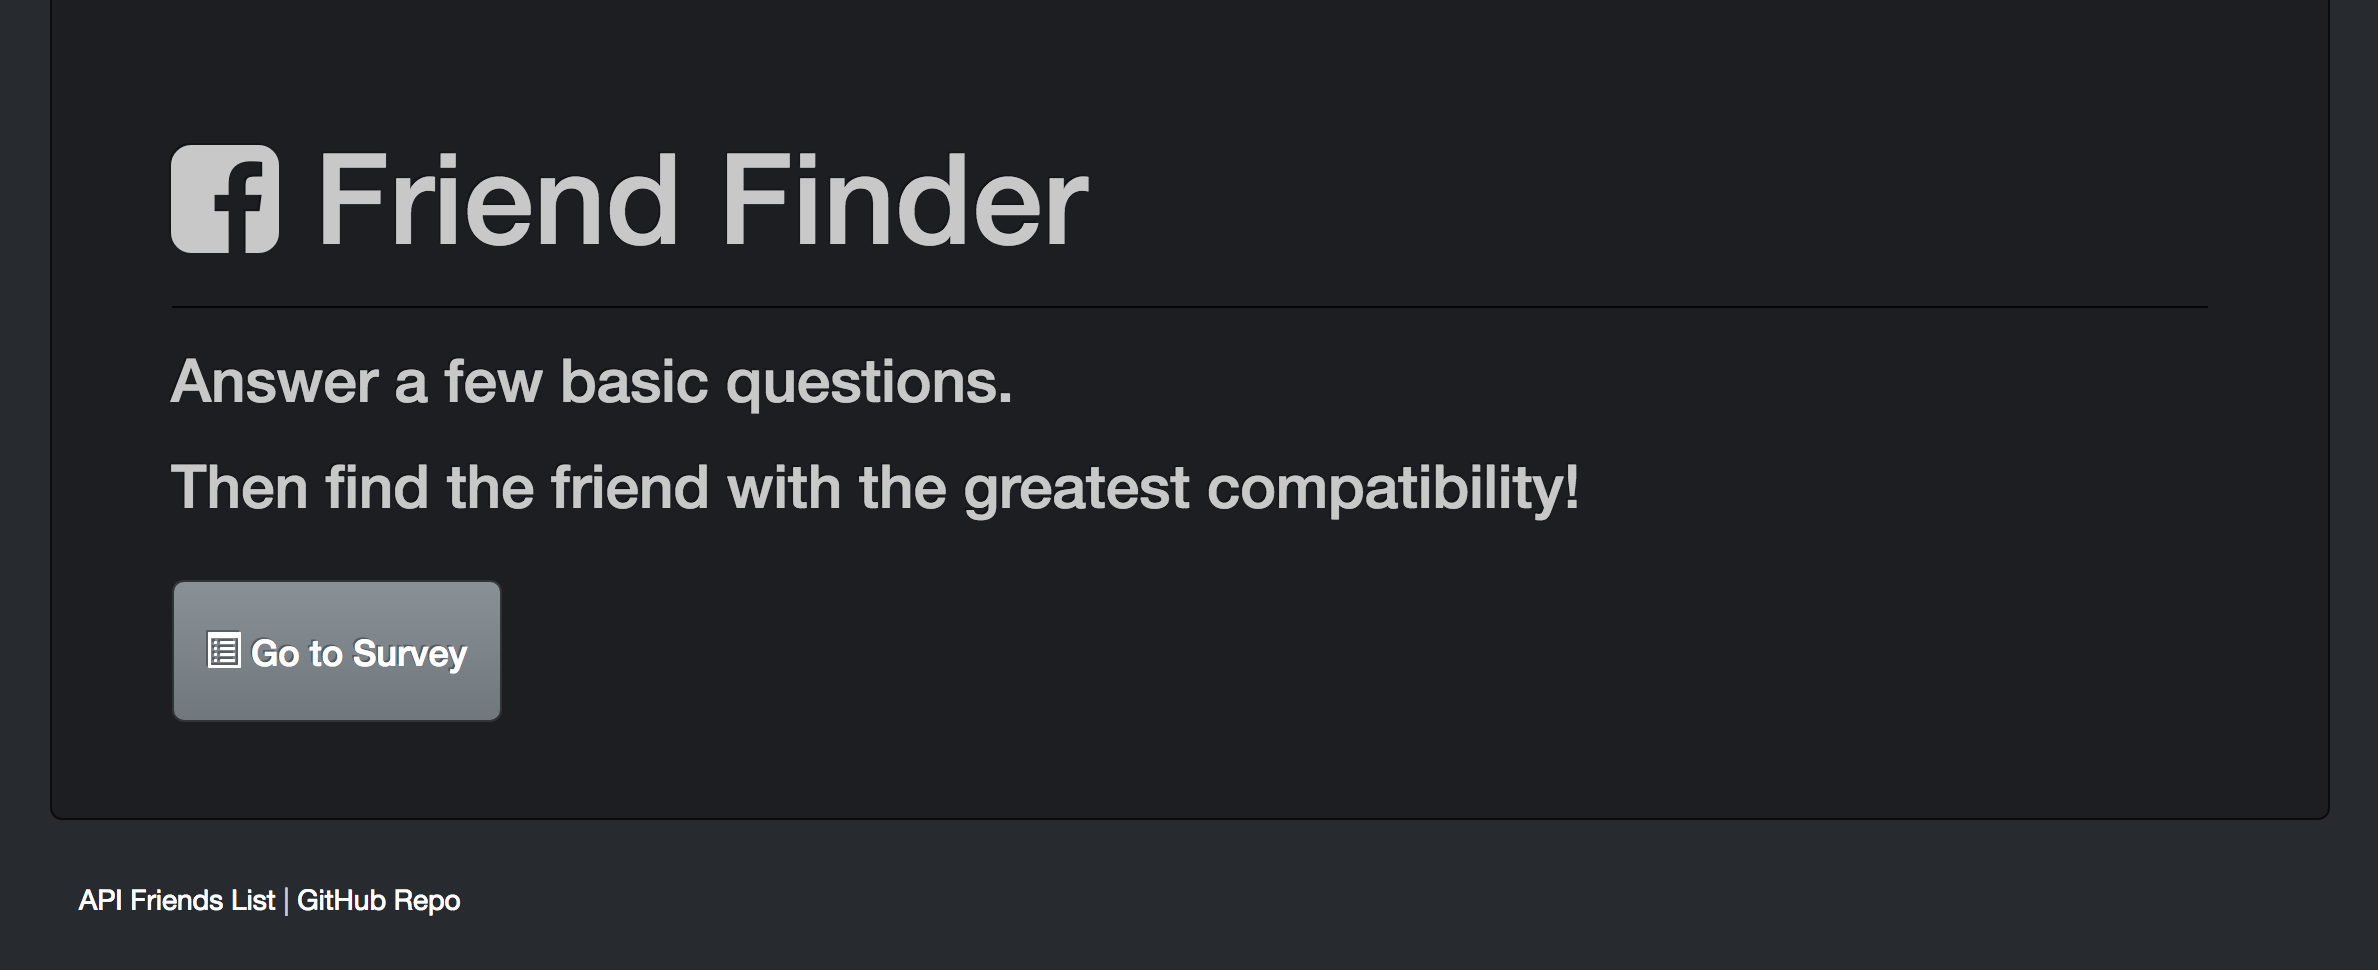 Friend Finder
Answer a few basic questions.
Then find the friend with the greatest compatibility!
Go to Survey
API Friends List | GitHub Repo